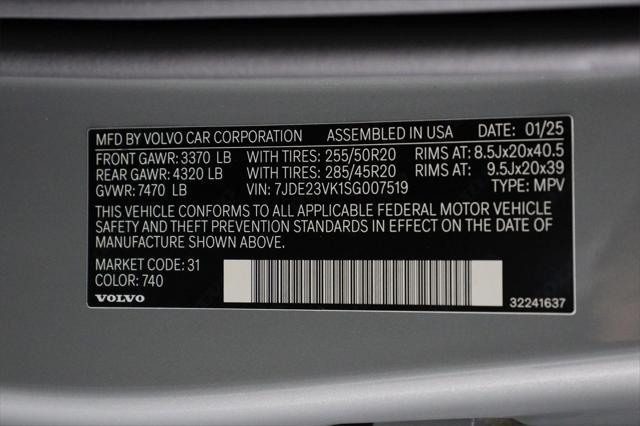 MFD BY VOLVO CAR CORPORATION ASSEMBLED IN USA DATE: 01/25
FRONT GAWR: 3370 LB WITH TIRES: 255/50R20 RIMS AT: 8.5Jx20x40.5
REAR GAWR: 4320 LB WITH TIRES: 285/45R20 9.5Jx20x39
GVWR: 7470 LB VIN: 7JDE23VK1SG007519 TYPE: MPV
THIS VEHICLE CONFORMS TO ALL APPLICABLE FEDERAL MOTOR VEHICLE
SAFETY AND THEFT PREVENTION STANDARDS IN EFFECT ON THE DATE OF
MANUFACTURE SHOWN ABOVE.
MARKET CODE: 31
COLOR: 740
VOLVO 32241637